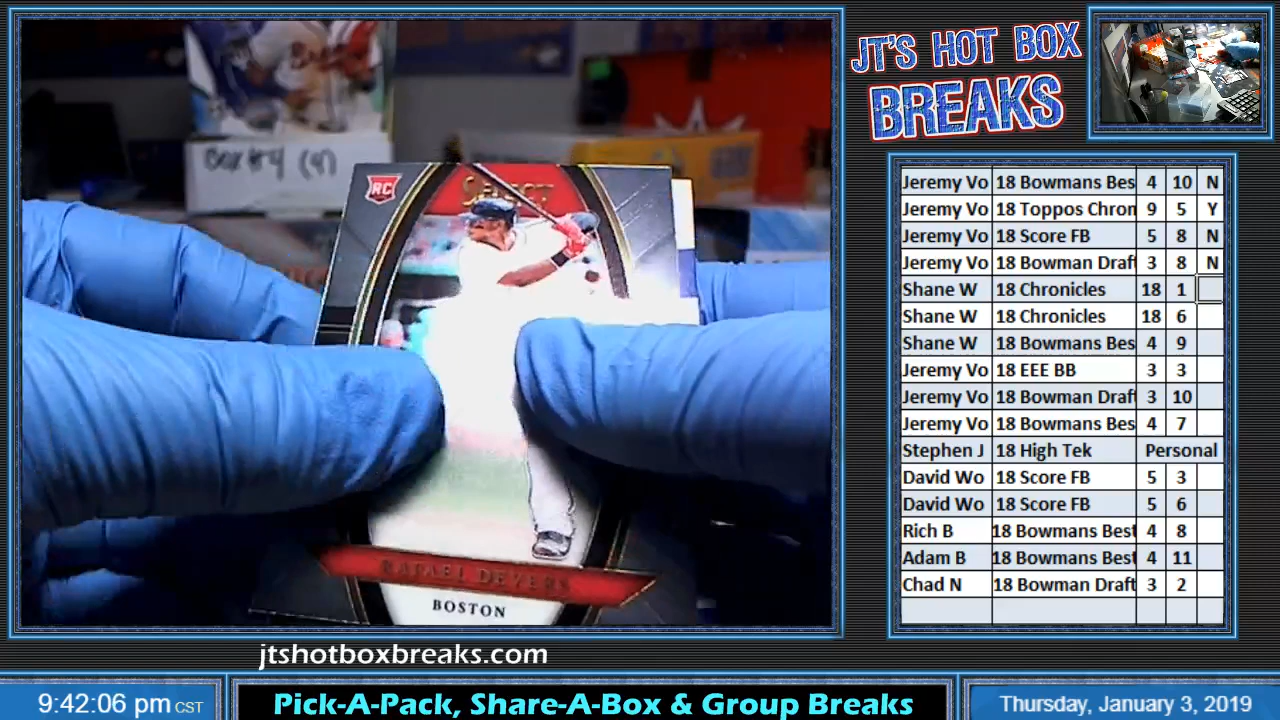 JT'S HOT BOX
BREAKS
RC
SELECT
RAFAEL DEVERS
BOSTON
Jeremy Vo 18 Bowmans Bes 4 10 N
Jeremy Vo 18 Toppos Chron 9 5 Y
Jeremy Vo 18 Score FB 5 8 N
Jeremy Vo 18 Bowman Draft 3 8 N
Shane W 18 Chronicles 18 1
Shane W 18 Chronicles 18 6
Shane W 18 Bowmans Bes 4 9
Jeremy Vo 18 EEE BB 3 3
Jeremy Vo 18 Bowman Draft 3 10
Jeremy Vo 18 Bowmans Bes 4 7
Stephen J 18 High Tek Personal
David Wo 18 Score FB 5 3
David Wo 18 Score FB 5 6
Rich B 18 Bowmans Best 4 8
Adam B 18 Bowmans Best 4 11
Chad N 18 Bowman Draft 3 2
jtshotboxbreaks.com
9:42:06 pm CST
Pick-A-Pack, Share-A-Box & Group Breaks
Thursday, January 3, 2019